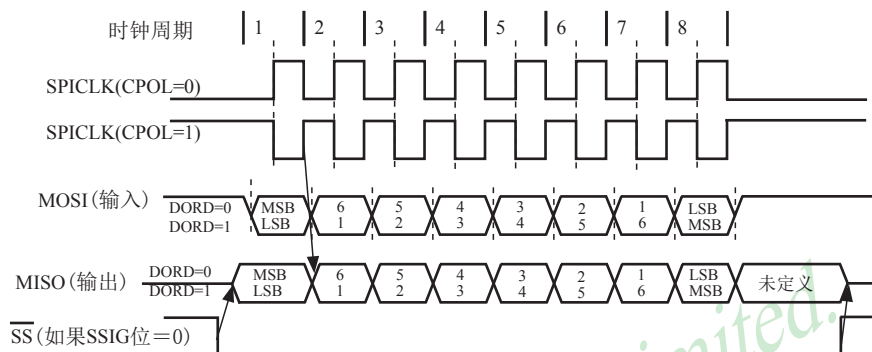 时钟周期 1 2 3 4 5 6 7 8
SPICLK(CPOL=0)
SPICLK(CPOL=1)
MOSI(输入)
DORD=0 MSB 6 5 4 3 2 1 LSB
DORD=1 LSB 1 2 3 4 5 6 MSB
MISO(输出)
DORD=0 MSB 6 5 4 3 2 1 LSB 未定义
DORD=1 LSB 1 2 3 4 5 6 MSB
SS(如果SSIG位=0)
imited.